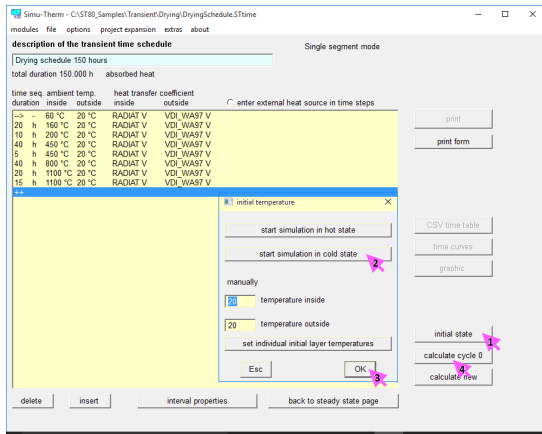 Simu-Therm - C:\ST80_Samples\Transient\Drying\DryingSchedule.STtime
modules file options project expansion extras about
description of the transient time schedule
Single segment mode
Drying schedule 150 hours
total duration 150.000 h absorbed heat
time seq. ambient temp. heat transfer coefficient
duration inside outside inside outside enter external heat source in time steps
--> - 60 °C 20 °C RADIAT V VDI_WA97 V
20 h 160 °C 20 °C RADIAT V VDI_WA97 V
10 h 200 °C 20 °C RADIAT V VDI_WA97 V
40 h 450 °C 20 °C RADIAT V VDI_WA97 V
5 h 450 °C 20 °C RADIAT V VDI_WA97 V
40 h 800 °C 20 °C RADIAT V VDI_WA97 V
20 h 1100 °C 20 °C RADIAT V VDI_WA97 V
15 h 1100 °C 20 °C RADIAT V VDI_WA97 V
++
print
print form
initial temperature
start simulation in hot state
start simulation in cold state
2
manually
20 temperature inside
20 temperature outside
set individual initial layer temperatures
Esc
OK
3
CSV time table
time curves
graphic
initial state
1
calculate cycle 0
4
calculate new
delete
insert
interval properties
back to steady state page